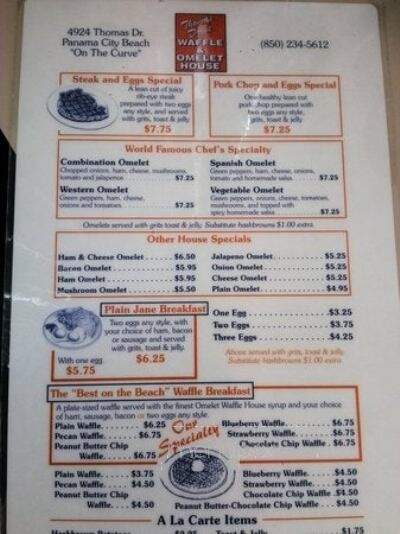 4924 Thomas Dr.
Panama City Beach
"On The Curve"
Thomas
WAFFLE
&
OMELET
HOUSE
(850) 234-5612
Steak and Eggs Special
A lean cut of juicy
rib-eye meat
prepared with two eggs
any style, and served
with grits, toast & jelly
$7.75
Pork Chop and Eggs Special
One healthy lean cut
pork chop prepared with
two eggs any style,
and served with
grits, toast & jelly
$7.25
World Famous Chef's Specialty
Combination Omelet
Chopped onions, ham, cheese, mushrooms,
tomato and jalapenos $7.25
Spanish Omelet
Green peppers, ham, cheese, onions,
tomato and homemade salsa $7.25
Western Omelet
Green peppers, ham, cheese,
onions and tomatoes $7.25
Vegetable Omelet
Green peppers, onions, cheese, tomatoes,
mushrooms, and topped with
spicy homemade salsa $7.25
Omelets served with grits, toast & jelly. Substitute hashbrowns $1.00 extra.
Other House Specials
Ham & Cheese Omelet $6.50
Bacon Omelet $5.95
Ham Omelet $5.95
Mushroom Omelet $5.50
Jalapeno Omelet $5.25
Onion Omelet $5.25
Cheese Omelet $5.25
Plain Omelet $4.95
Plain Jane Breakfast
Two eggs any style, with
your choice of ham, bacon
or sausage and served
with grits, toast & jelly.
$6.25
With one egg
$5.75
One Egg $3.25
Two Eggs $3.75
Three Eggs $4.25
Above served with grits, toast & jelly.
Substitute Hashbrowns $1.00 extra.
The "Best on the Beach" Waffle Breakfast
A plate-sized waffle served with the finest Omelet Waffle House syrup and your choice
of ham, sausage, bacon or two eggs any style.
Plain Waffle $6.25
Pecan Waffle $6.75
Peanut Butter Chip
Waffle $6.75
Our
Specialty
Blueberry Waffle $6.75
Strawberry Waffle $6.75
Chocolate Chip Waffle $6.75
Plain Waffle $3.75
Pecan Waffle $4.50
Peanut Butter Chip
Waffle $4.50
Blueberry Waffle $4.50
Strawberry Waffle $4.50
Chocolate Chip Waffle $4.50
Peanut Butter-Chocolate Chip Waffle $4.50
A La Carte Items
Hashbrown Potatoes
Toast & Jelly $1.75